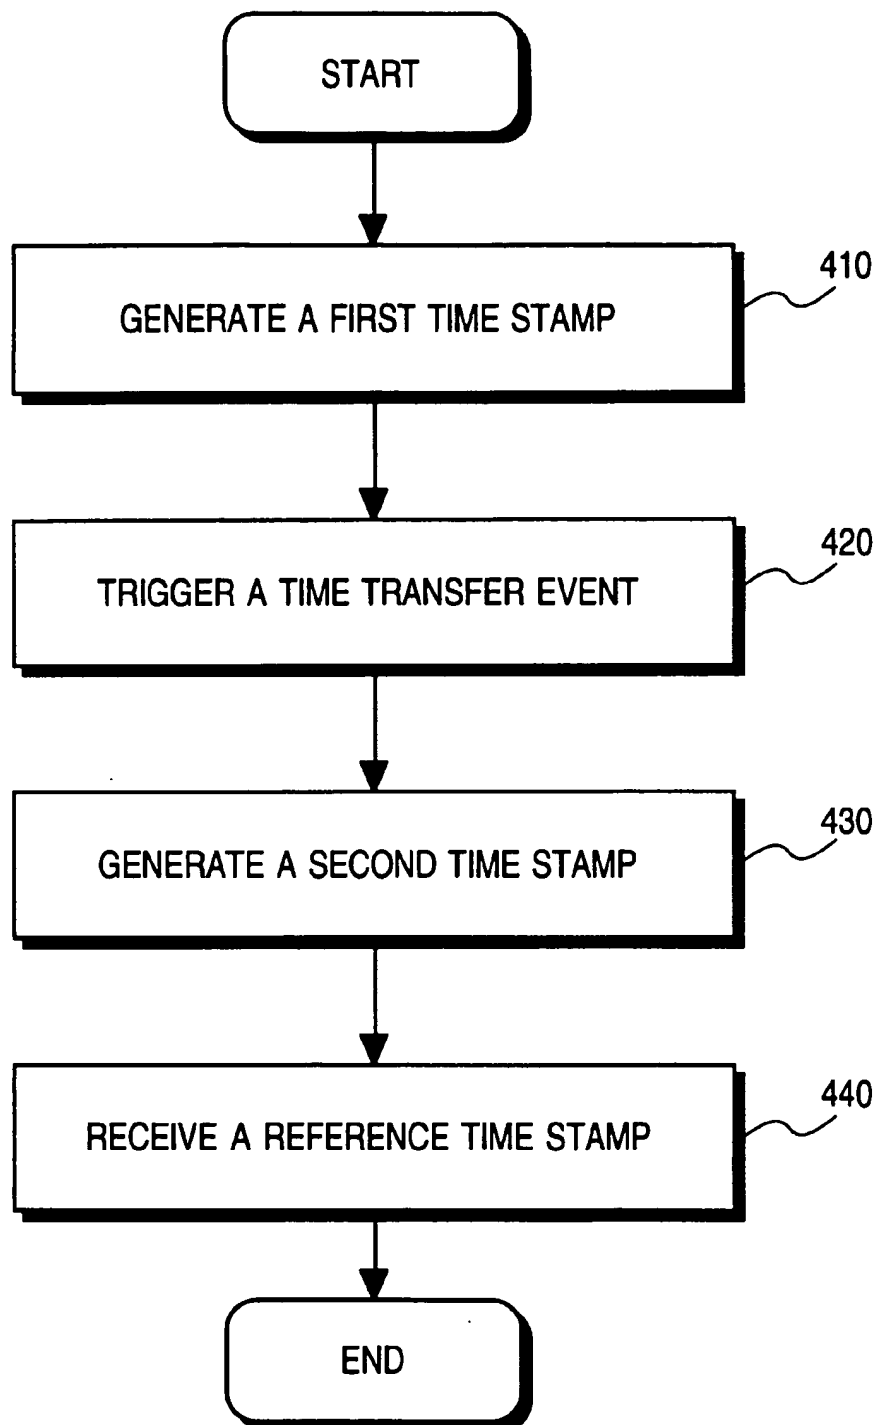 START
GENERATE A FIRST TIME STAMP
410
TRIGGER A TIME TRANSFER EVENT
420
GENERATE A SECOND TIME STAMP
430
RECEIVE A REFERENCE TIME STAMP
440
END